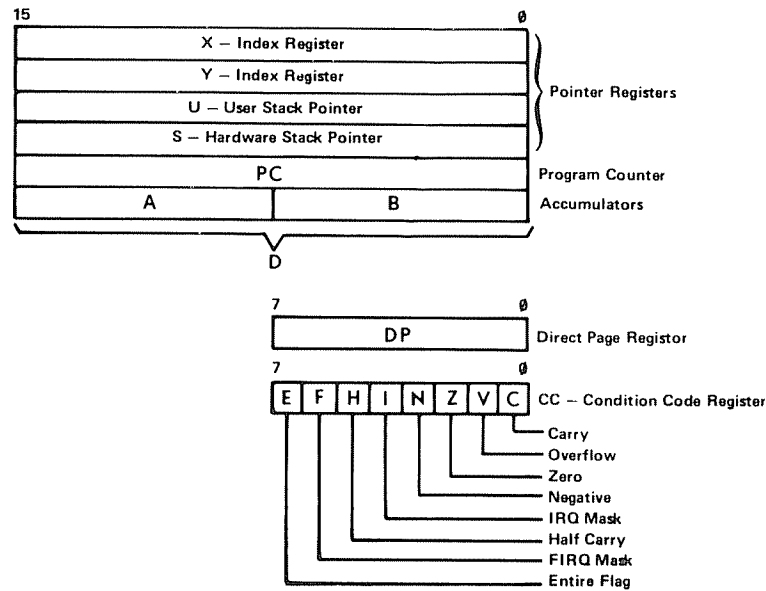 15 0
X – Index Register
Y – Index Register
U – User Stack Pointer
S – Hardware Stack Pointer
Pointer Registers
PC Program Counter
A B Accumulators
D
7 0
DP Direct Page Registor
7 0
E F H I N Z V C CC – Condition Code Register
Carry
Overflow
Zero
Negative
IRQ Mask
Half Carry
FIRQ Mask
Entire Flag